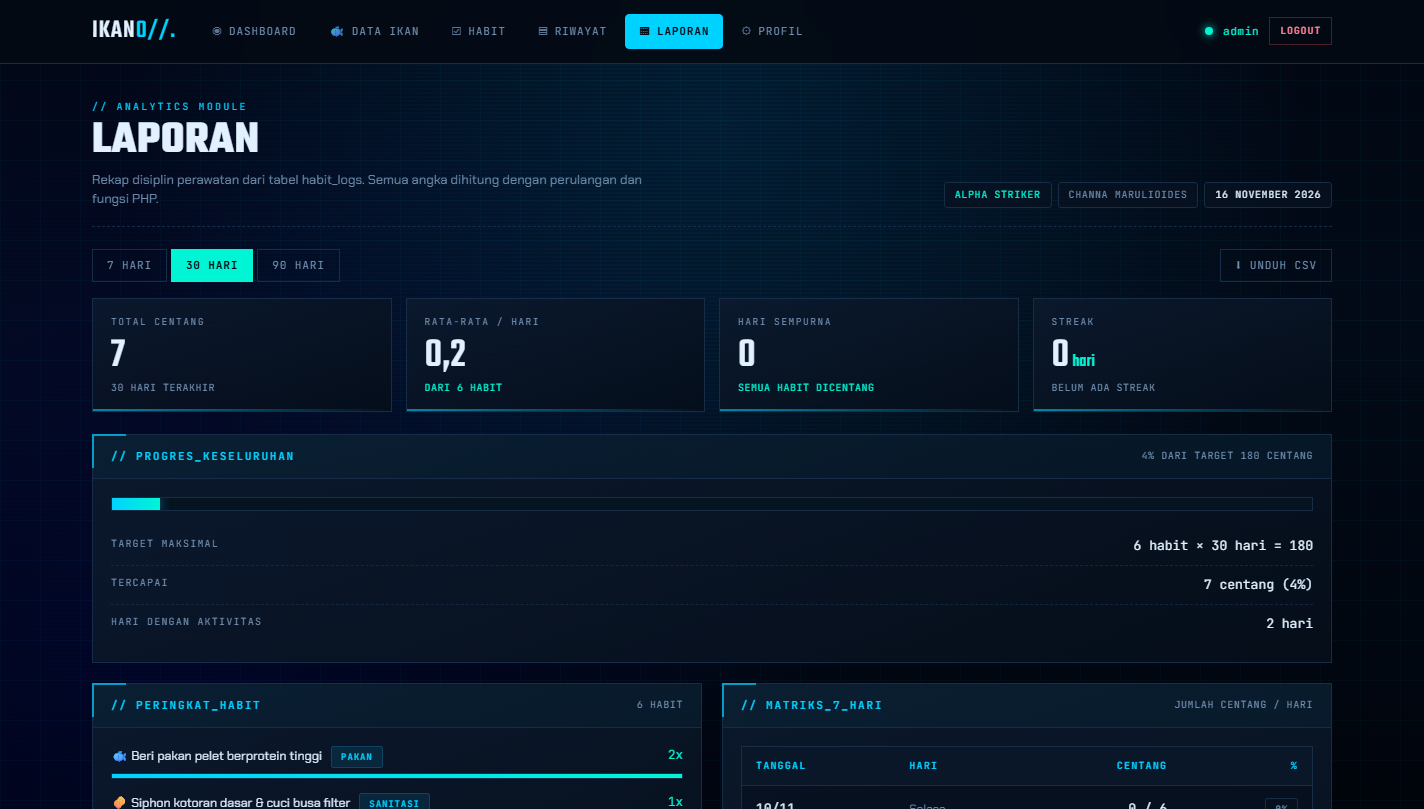 IKANO//.
DASHBOARD
DATA IKAN
HABIT
RIWAYAT
LAPORAN
PROFIL
admin
LOGOUT
// ANALYTICS MODULE
LAPORAN
Rekap disiplin perawatan dari tabel habit_logs. Semua angka dihitung dengan perulangan dan
fungsi PHP.
ALPHA STRIKER
CHANNA MARULIOIDES
16 NOVEMBER 2026
7 HARI
30 HARI
90 HARI
⬇ UNDUH CSV
TOTAL CENTANG
7
30 HARI TERAKHIR
RATA-RATA / HARI
0,2
DARI 6 HABIT
HARI SEMPURNA
0
SEMUA HABIT DICENTANG
STREAK
0 hari
BELUM ADA STREAK
// PROGRES_KESELURUHAN
4% DARI TARGET 180 CENTANG
TARGET MAKSIMAL
6 habit × 30 hari = 180
TERCAPAI
7 centang (4%)
HARI DENGAN AKTIVITAS
2 hari
// PERINGKAT_HABIT
6 HABIT
Beri pakan pelet berprotein tinggi
PAKAN
2x
Siphon kotoran dasar & cuci busa filter
SANITASI
1x
// MATRIKS_7_HARI
JUMLAH CENTANG / HARI
TANGGAL
HARI
CENTANG
%
10/11
Selasa
0 / 6
0%